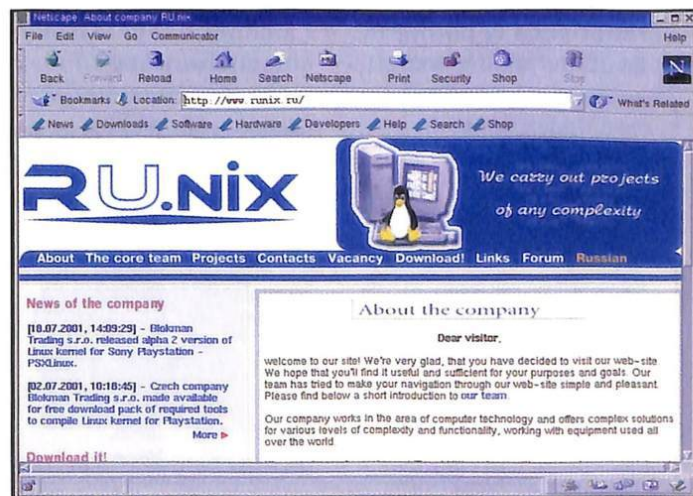 Netscape: About company RU.nix
File Edit View Go Communicator Help
Back Forward Reload Home Search Netscape Print Security Shop Stop
N
Bookmarks Location: http://www.runix.ru/ What's Related
News Downloads Software Hardware Developers Help Search Shop
RU.nix
We carry out projects
of any complexity
About The core team Projects Contacts Vacancy Download! Links Forum Russian
News of the company
[18.07.2001, 14:09:29] - Blokman
Trading s.r.o. released alpha 2 version of
Linux kernel for Sony Playstation -
PSXLinux.
[02.07.2001, 10:18:45] - Czech company
Blokman Trading s.r.o. made available
for free download pack of required tools
to compile Linux kernel for Playstation.
More
Download it!
About the company
Dear visitor,
welcome to our site! We're very glad, that you have decided to visit our web-site.
We hope that you'll find it useful and sufficient for your purposes and goals. Our
team has tried to make your navigation through our web-site simple and pleasant.
Please find below a short introduction to our team
Our company works in the area of computer technology and offers complex solutions
for various levels of complexity and functionality, working with equipment used all
over the world